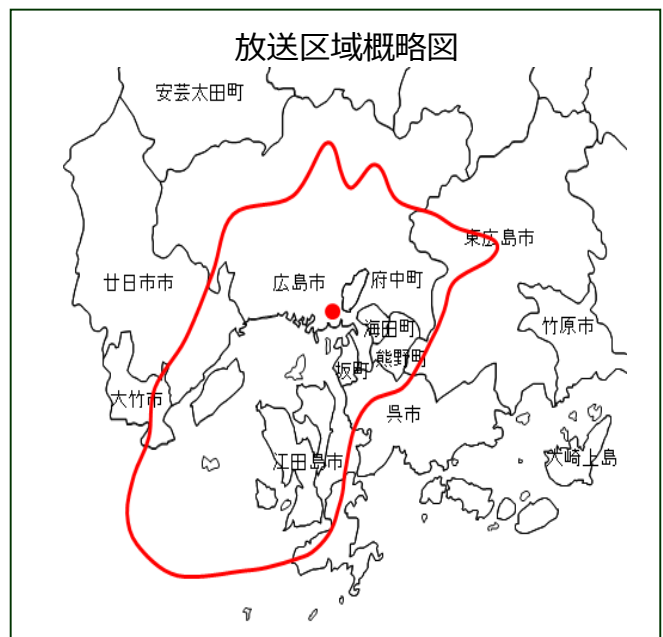 放送区域概略図
安芸太田町
東広島市
廿日市市
広島市
府中町
海田町
竹原市
熊野町
坂町
大竹市
呉市
江田島市
大崎上島